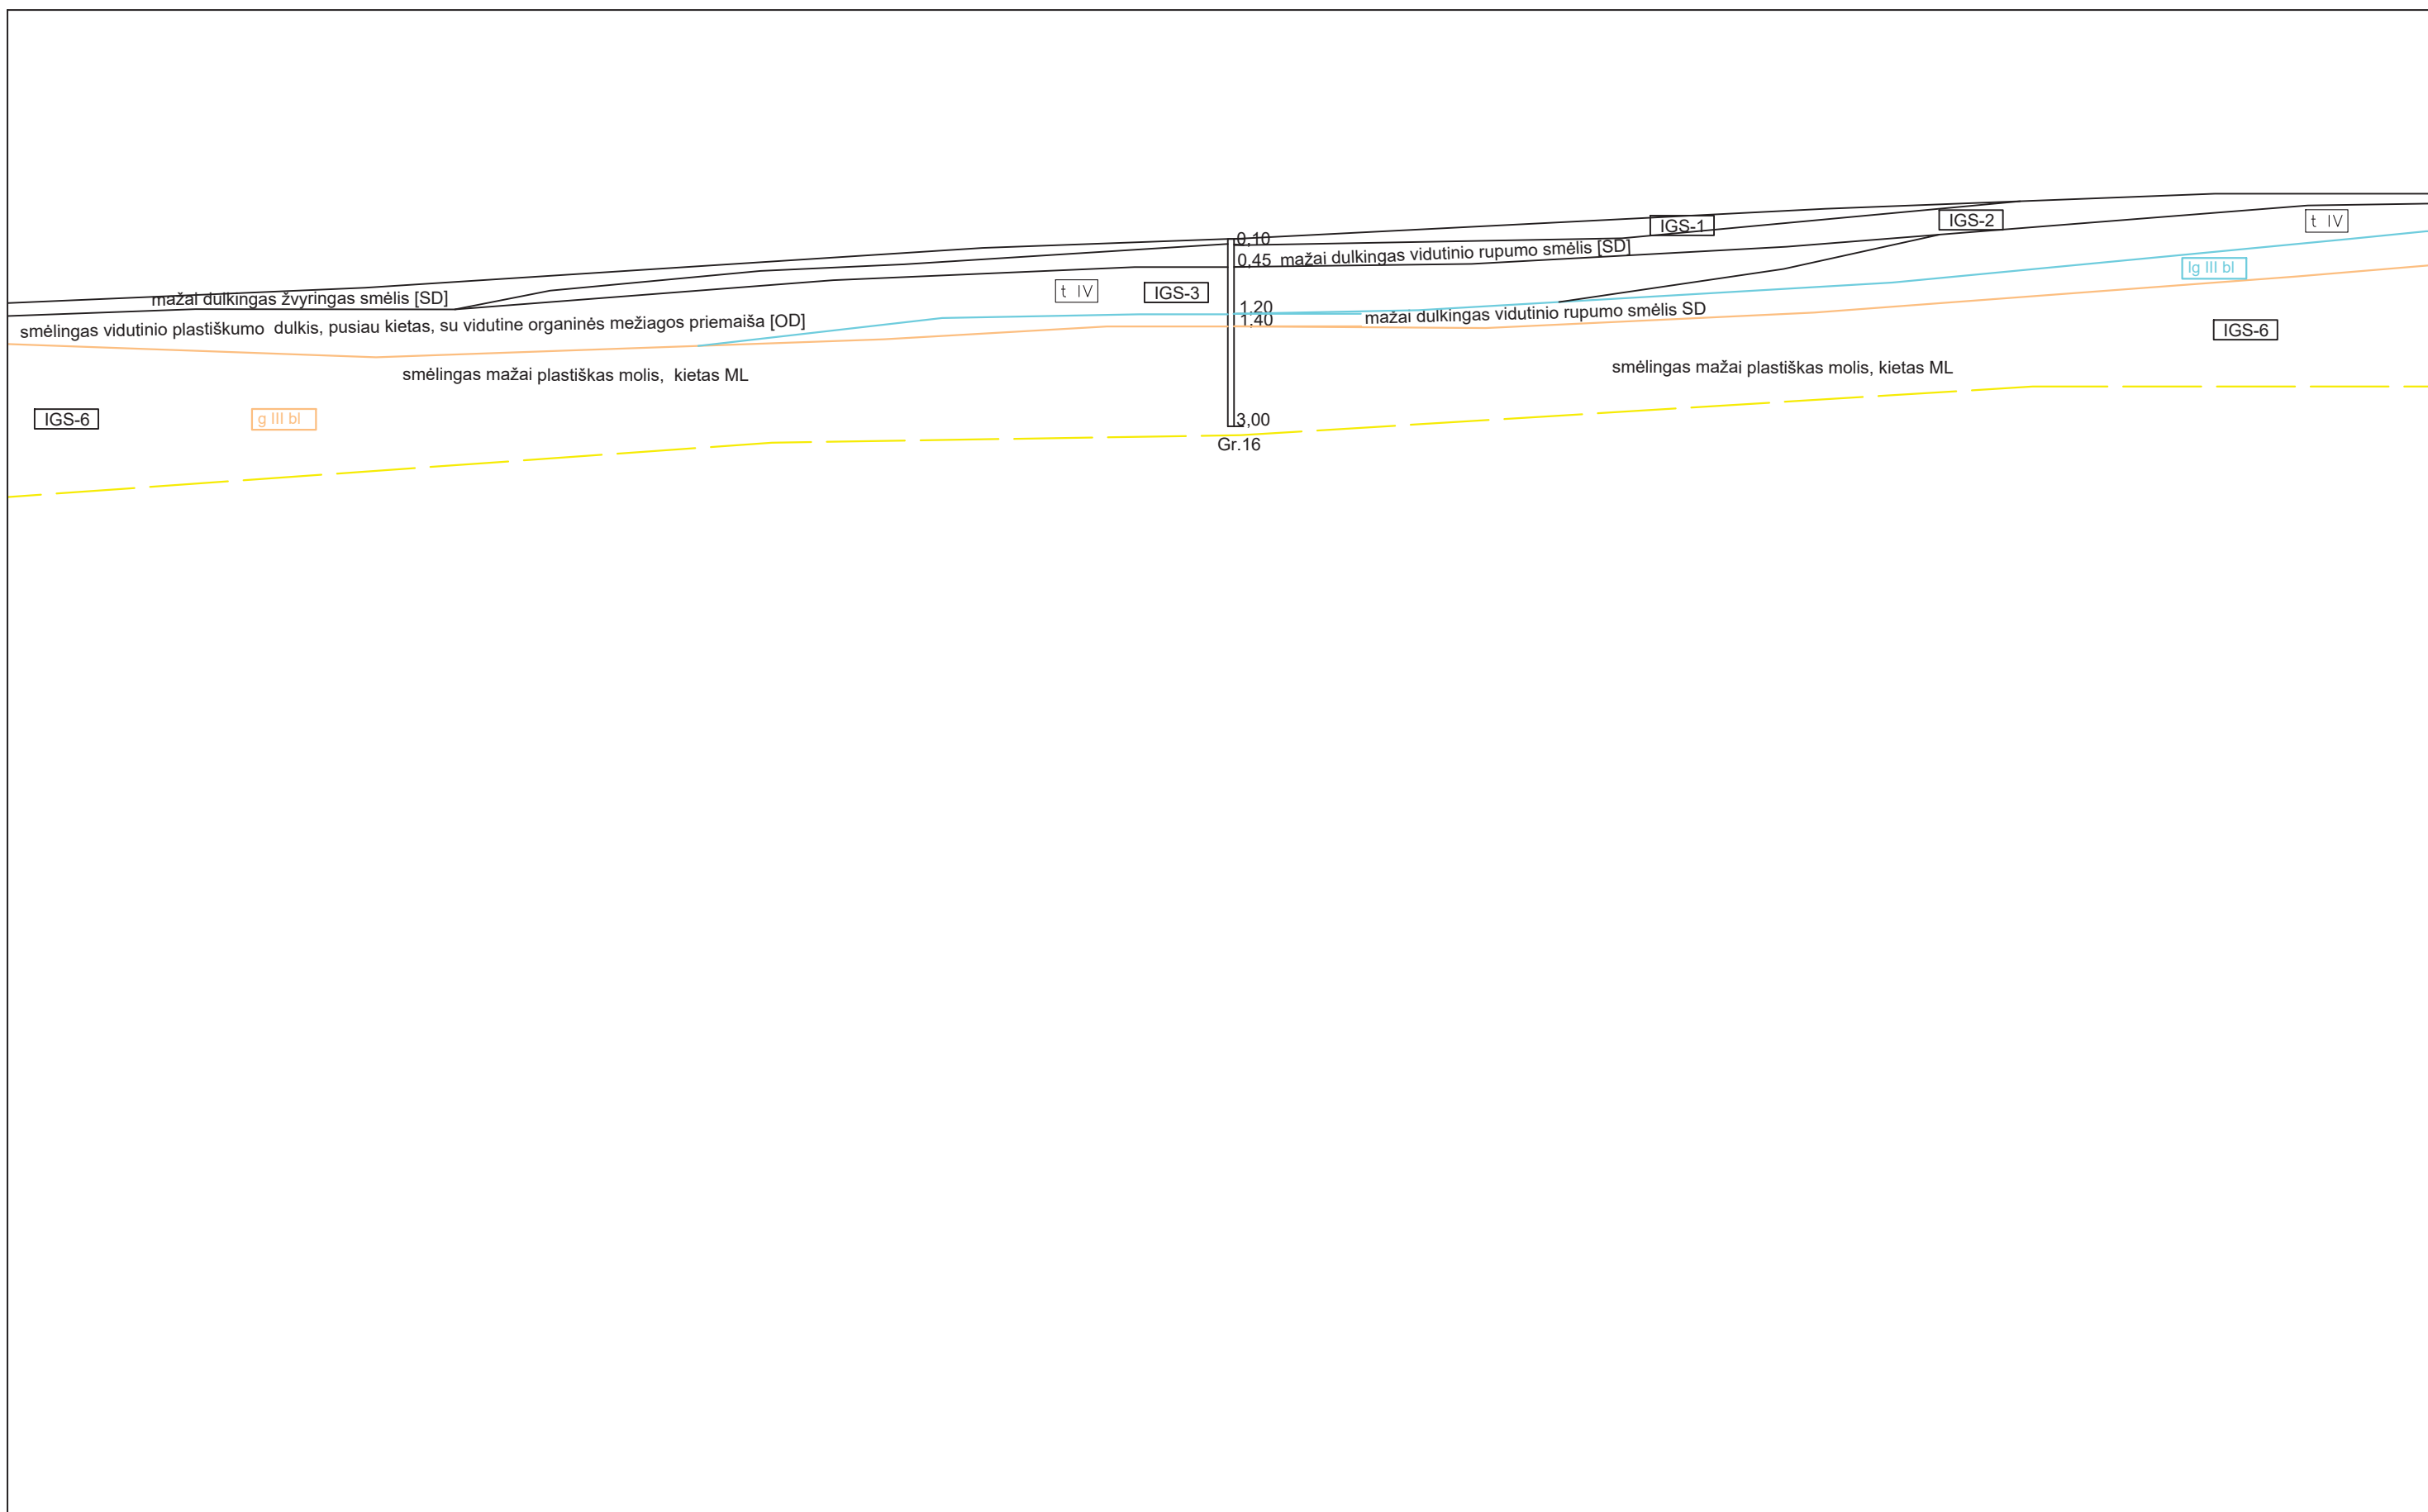 IGS-1
IGS-2
t IV
0,10
mažai dulkingas vidutinio rupumo smėlis [SD]
0,45
lg III bl
t IV
IGS-3
mažai dulkingas žvyringas smėlis [SD]
1,20
mažai dulkingas vidutinio rupumo smėlis SD
1,40
smėlingas vidutinio plastiškumo dulkis, pusiau kietas, su vidutine organinės mežiagos priemaiša [OD]
IGS-6
smėlingas mažai plastiškas molis, kietas ML
smėlingas mažai plastiškas molis, kietas ML
IGS-6
g III bl
3,00
Gr.16